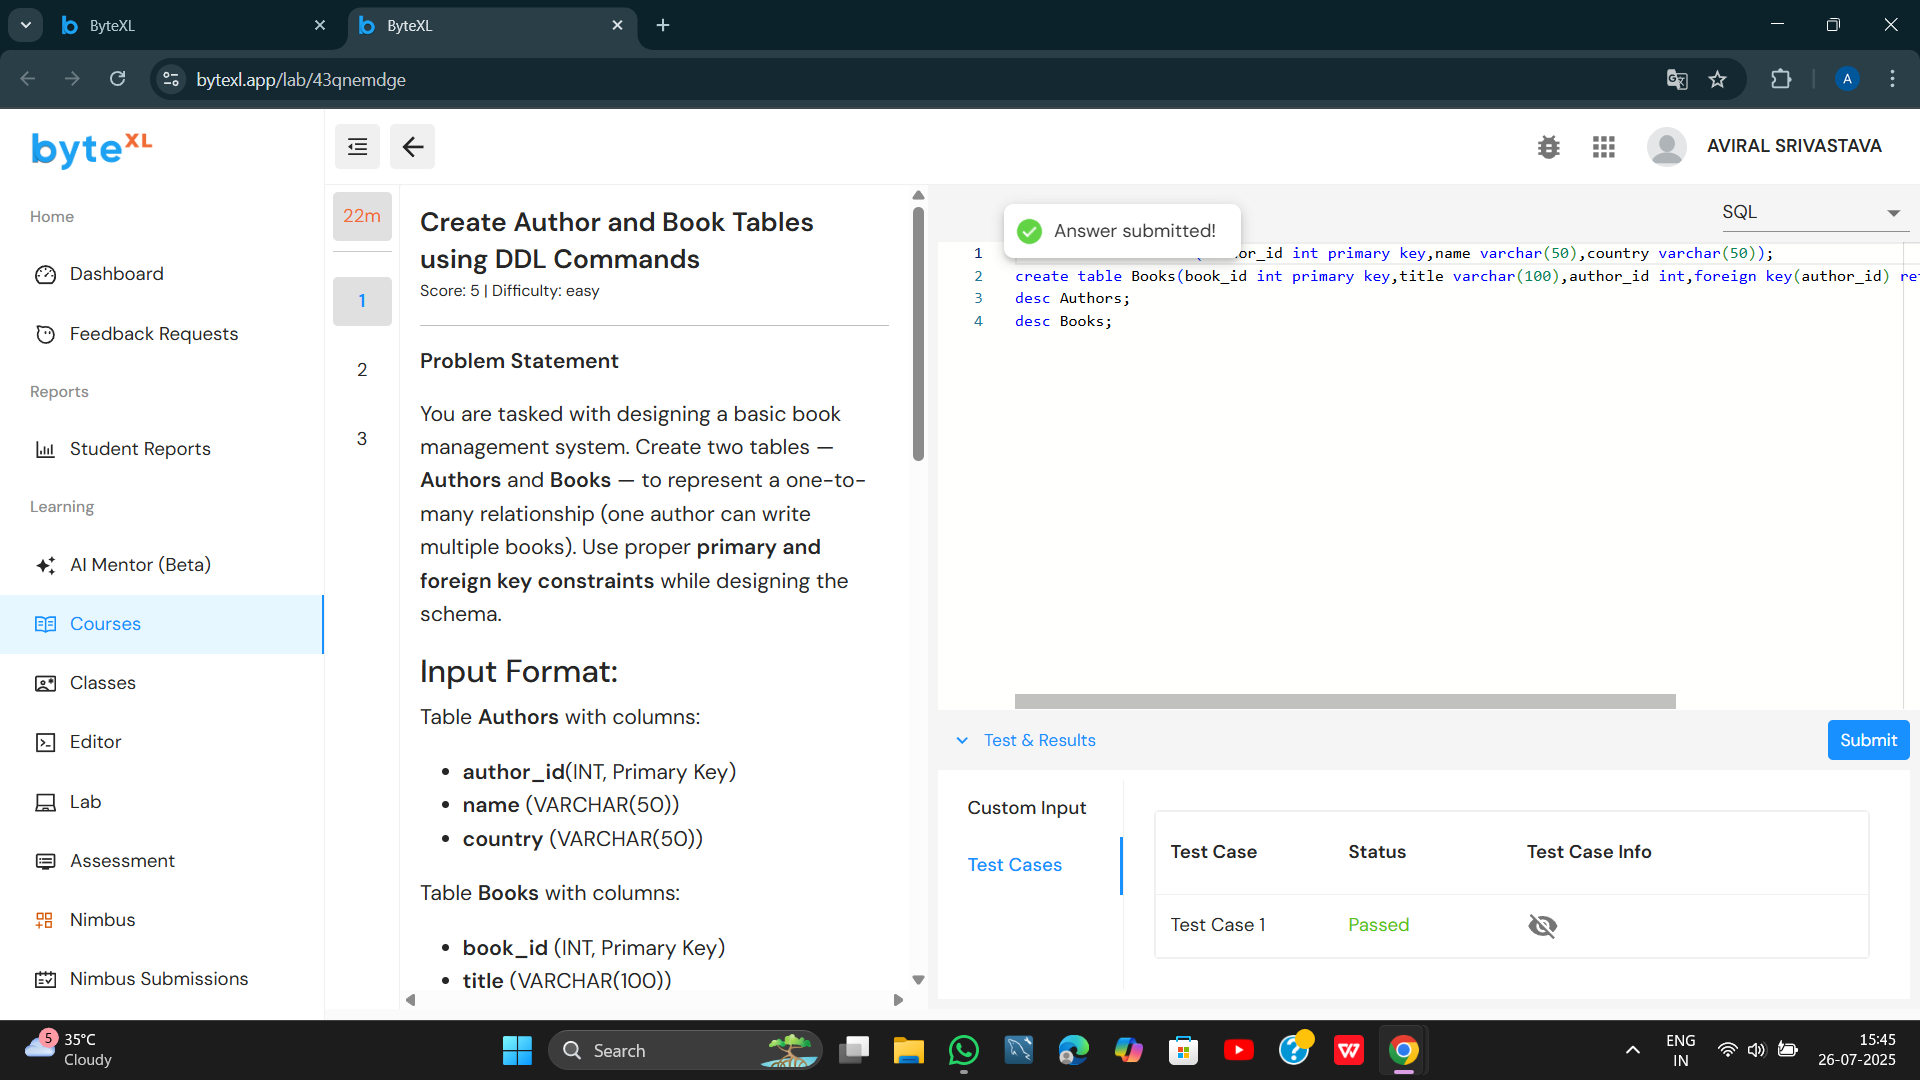 ByteXL
ByteXL
bytexl.app/lab/43qnemdge
A
byteXL
AVIRAL SRIVASTAVA
Home
Dashboard
Feedback Requests
Reports
Student Reports
Learning
AI Mentor (Beta)
Courses
Classes
Editor
Lab
Assessment
Nimbus
Nimbus Submissions
22m
1
2
3
Create Author and Book Tables
using DDL Commands
Score: 5 | Difficulty: easy
Problem Statement
You are tasked with designing a basic book
management system. Create two tables —
Authors and Books — to represent a one-to-
many relationship (one author can write
multiple books). Use proper primary and
foreign key constraints while designing the
schema.
Input Format:
Table Authors with columns:
author_id(INT, Primary Key)
name (VARCHAR(50))
country (VARCHAR(50))
Table Books with columns:
book_id (INT, Primary Key)
title (VARCHAR(100))
SQL
Answer submitted!
1 or_id int primary key,name varchar(50),country varchar(50));
2 create table Books(book_id int primary key,title varchar(100),author_id int,foreign key(author_id) re
3 desc Authors;
4 desc Books;
Test & Results
Submit
Custom Input
Test Cases
Test Case Status Test Case Info
Test Case 1 Passed
5
35°C
Cloudy
Search
ENG
IN
15:45
26-07-2025